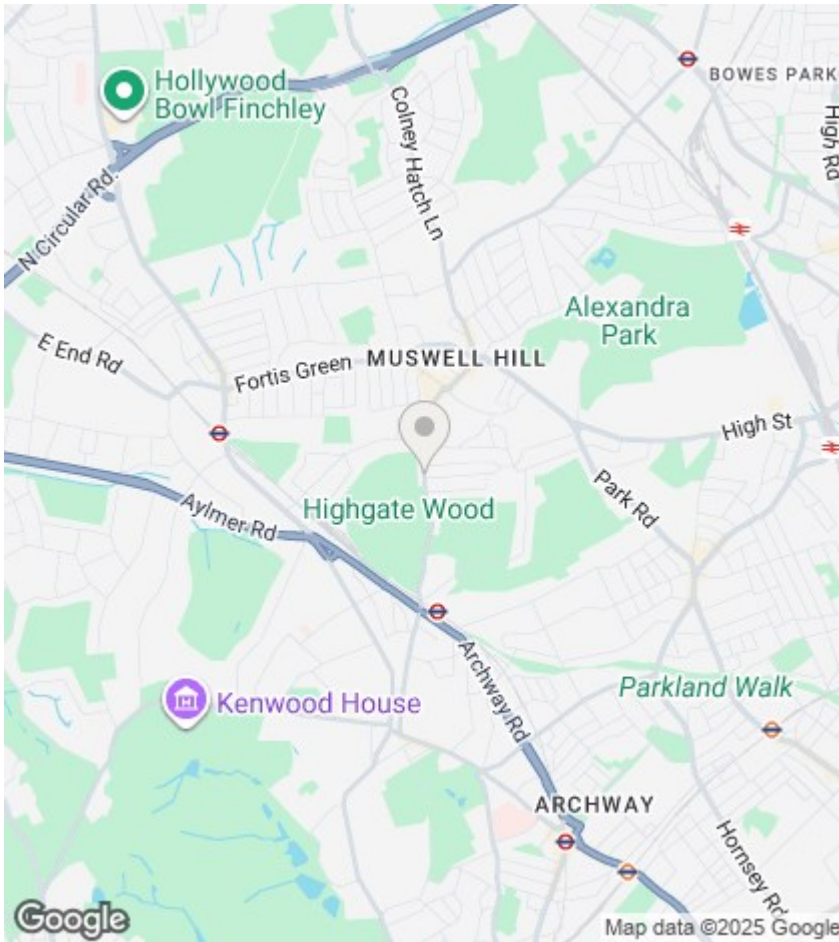 Hollywood
Bowl Finchley
Colney Hatch Ln
BOWES PARK
High Rd
N Circular Rd.
Alexandra
Park
E End Rd
Fortis Green
MUSWELL HILL
High St
Aylmer Rd
Highgate Wood
Park Rd
Kenwood House
Archway Rd
Parkland Walk
ARCHWAY
Hornsey Rd
Google
Map data ©2025 Google